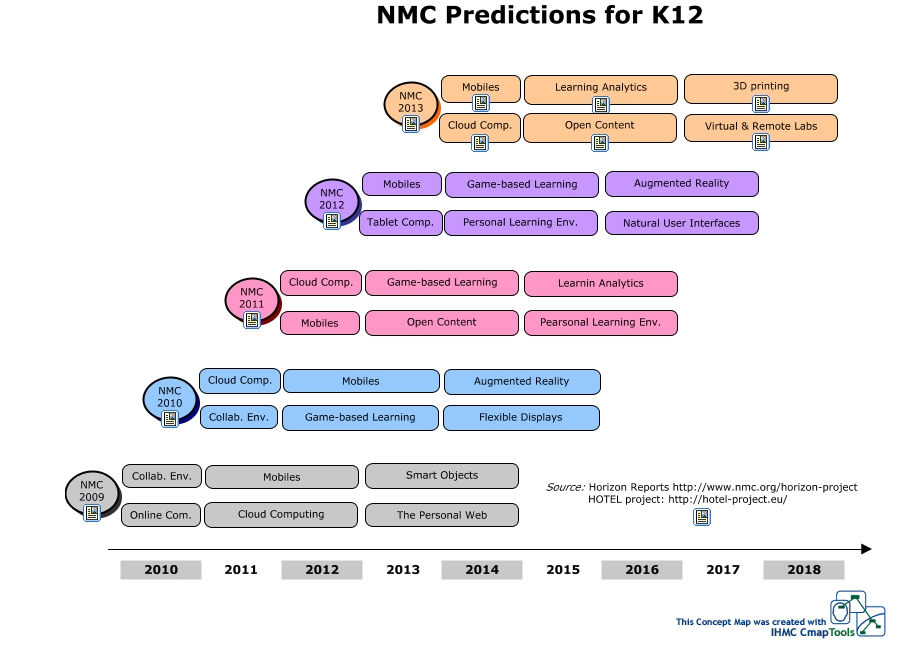 NMC Predictions for K12
NMC
2013
Mobiles
Learning Analytics
3D printing
Cloud Comp.
Open Content
Virtual & Remote Labs
NMC
2012
Mobiles
Game-based Learning
Augmented Reality
Tablet Comp.
Personal Learning Env.
Natural User Interfaces
NMC
2011
Cloud Comp.
Game-based Learning
Learnin Analytics
Mobiles
Open Content
Pearsonal Learning Env.
NMC
2010
Cloud Comp.
Mobiles
Augmented Reality
Collab. Env.
Game-based Learning
Flexible Displays
NMC
2009
Collab. Env.
Mobiles
Smart Objects
Online Com.
Cloud Computing
The Personal Web
Source: Horizon Reports http://www.nmc.org/horizon-project
HOTEL project: http://hotel-project.eu/
2010
2011
2012
2013
2014
2015
2016
2017
2018
This Concept Map was created with
IHMC CmapTools